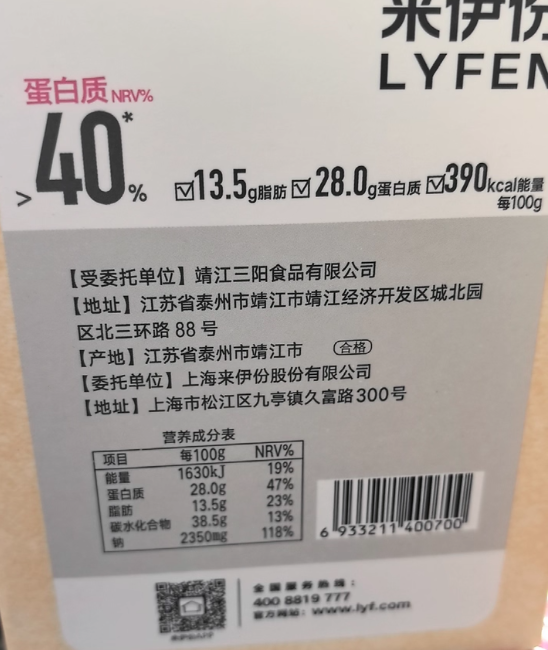 来伊份
LYFEN
蛋白质 NRV%
>40%*
☑13.5g脂肪 ☑28.0g蛋白质 ☑390kcal能量
每100g
【受委托单位】靖江三阳食品有限公司
【地址】江苏省泰州市靖江市靖江经济开发区城北园
区北三环路 88 号
【产地】江苏省泰州市靖江市 合格
【委托单位】上海来伊份股份有限公司
【地址】上海市松江区九亭镇久富路300号
营养成分表
项目 每100g NRV%
能量 1630kJ 19%
蛋白质 28.0g 47%
脂肪 13.5g 23%
碳水化合物 38.5g 13%
钠 2350mg 118%
6 933211 400700
全国服务热线：
400 8819 777
官方网站：www.lyf.com